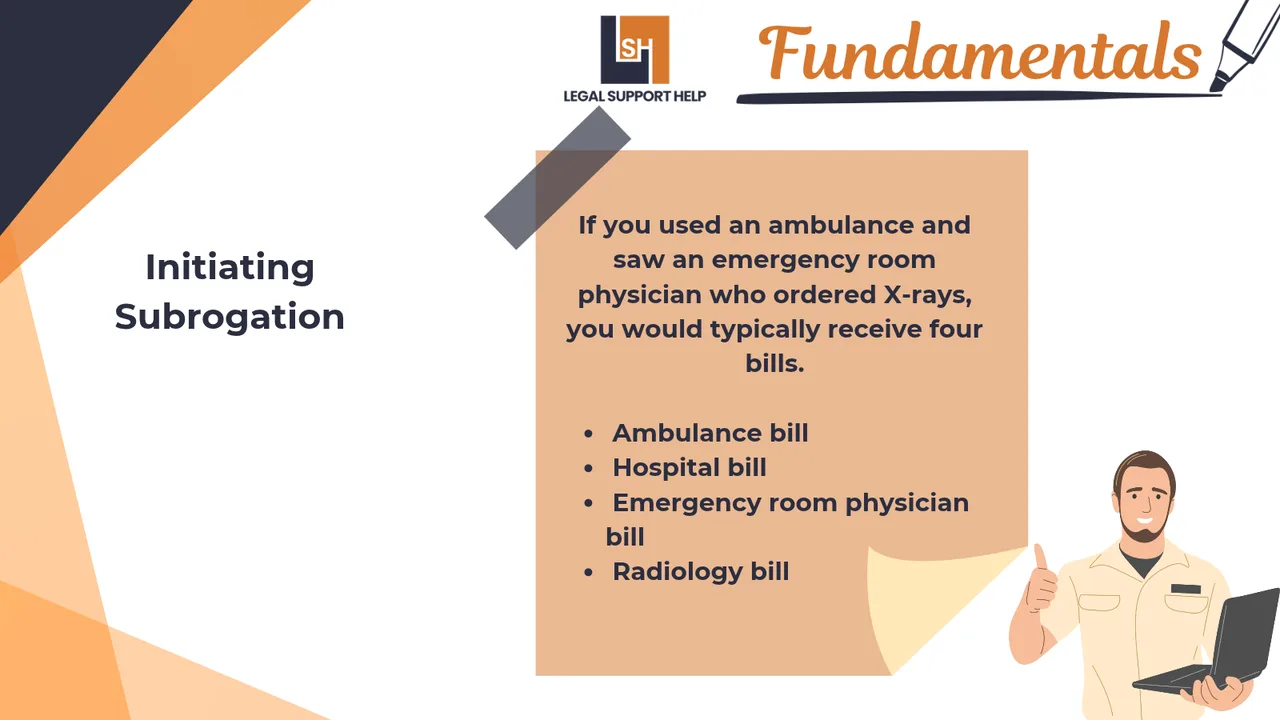 SH
LEGAL SUPPORT HELP
Fundamentals
Initiating
Subrogation
If you used an ambulance and
saw an emergency room
physician who ordered X-rays,
you would typically receive four
bills.
• Ambulance bill
• Hospital bill
• Emergency room physician
bill
• Radiology bill